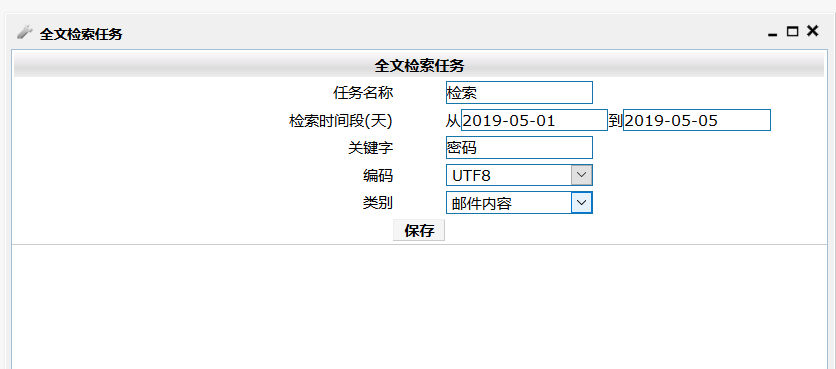 全文检索任务
全文检索任务
任务名称 检索
检索时间段(天) 从2019-05-01到2019-05-05
关键字 密码
编码 UTF8
类别 邮件内容
保存